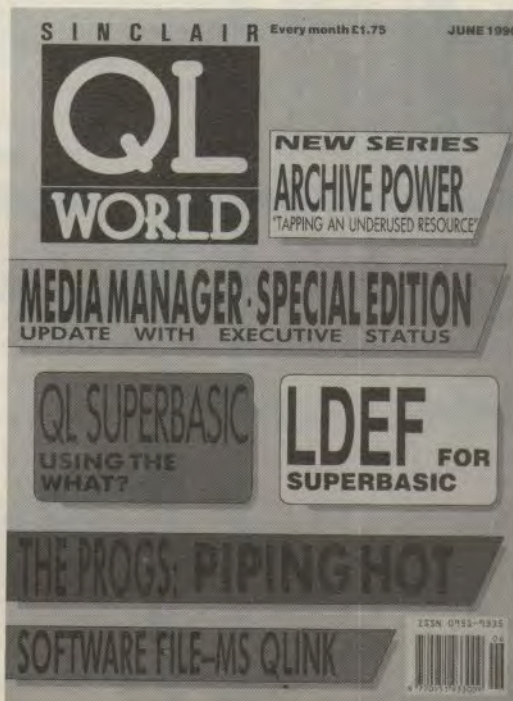 SINCLAIR
Every month £1.75
QL
WORLD
NEW SERIES
ARCHIVE POWER
"TAPPING AN UNDERUSED RESOURCE"
MEDIA MANAGER · SPECIAL EDITION
UPDATE WITH EXECUTIVE STATUS
QL SUPERBASIC
USING THE
WHAT?
LDEF FOR
SUPERBASIC
THE PROGS: PIPING HOT
SOFTWARE FILE–MS QLINK
ISSN
06
JUNE